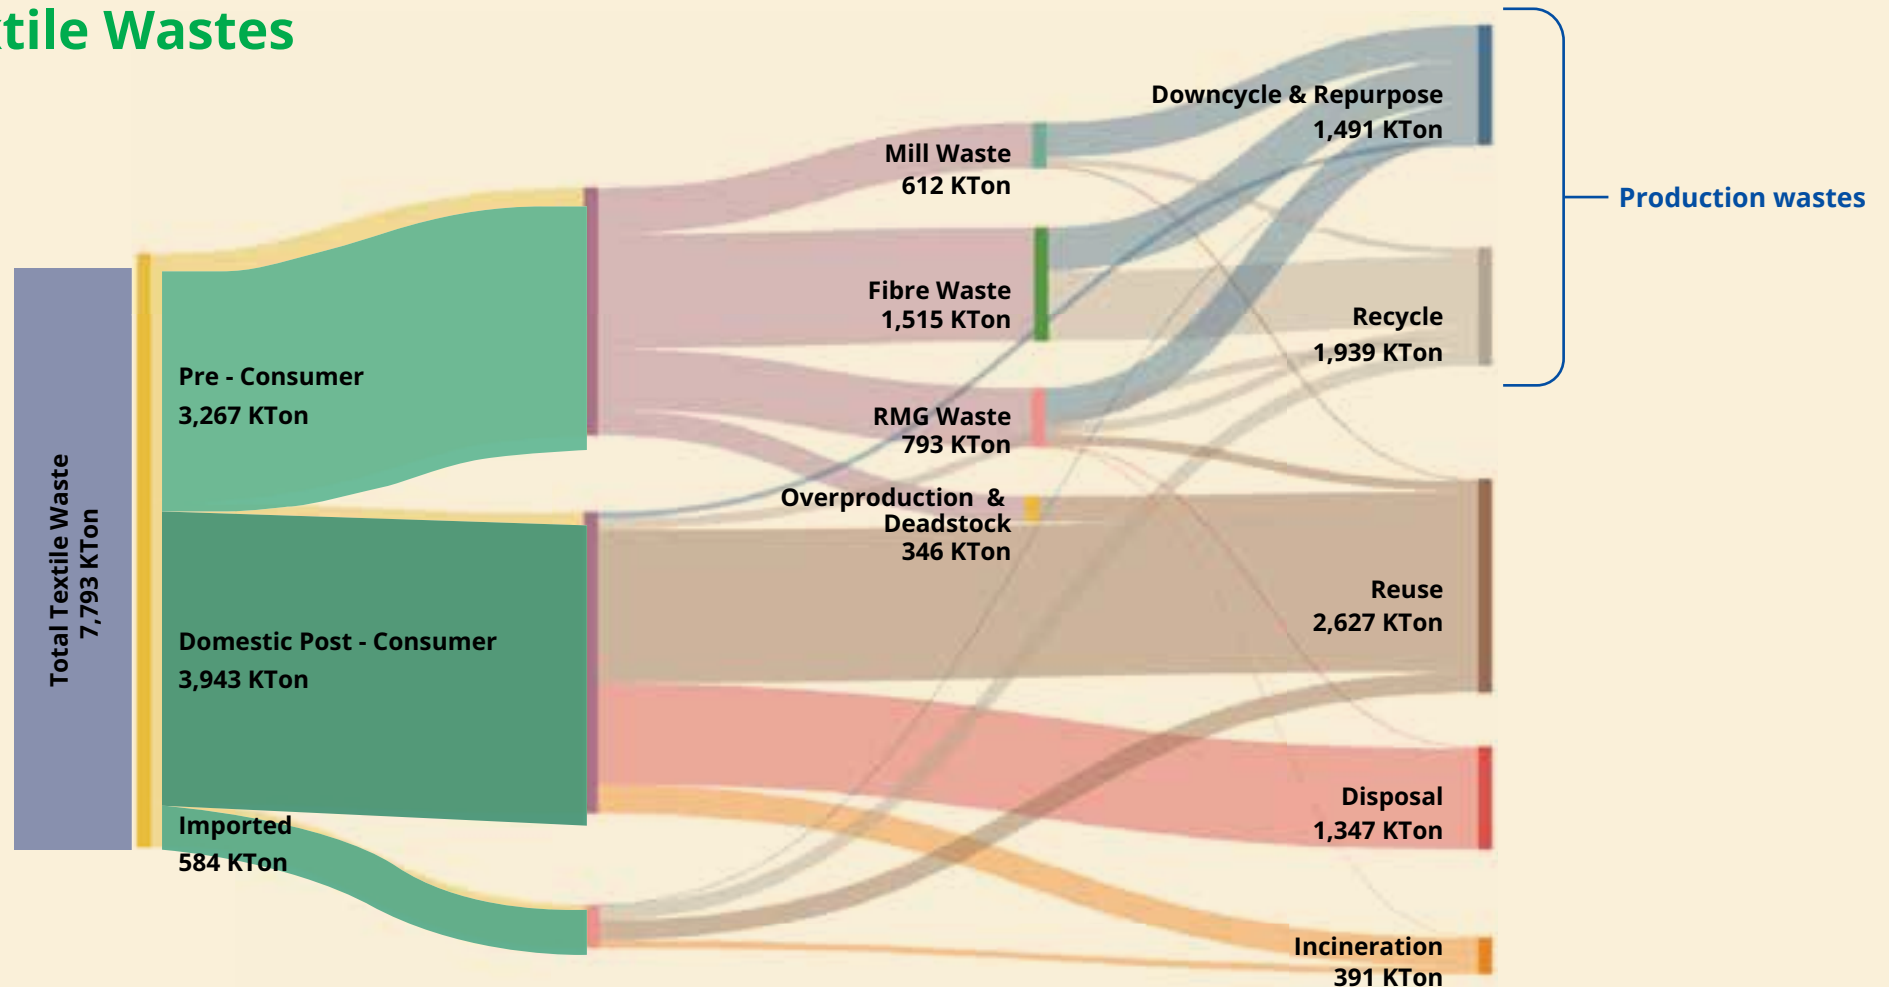 tile Wastes
Total Textile Waste
7,793 KTon
Pre - Consumer
3,267 KTon
Domestic Post - Consumer
3,943 KTon
Imported
584 KTon
Mill Waste
612 KTon
Fibre Waste
1,515 KTon
RMG Waste
793 KTon
Overproduction &
Deadstock
346 KTon
Downcycle & Repurpose
1,491 KTon
Recycle
1,939 KTon
Reuse
2,627 KTon
Disposal
1,347 KTon
Incineration
391 KTon
Production wastes